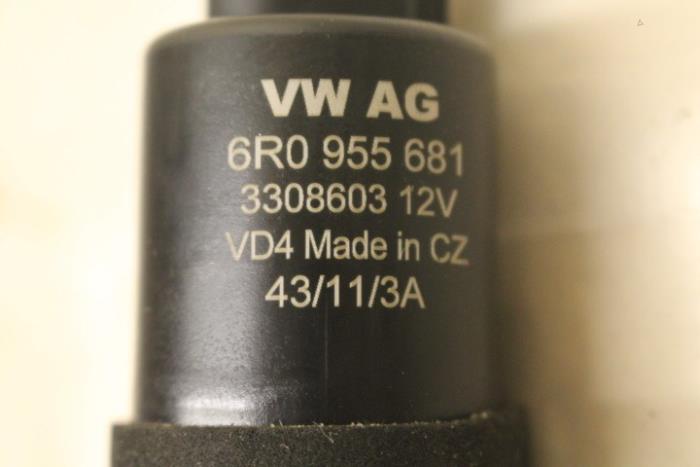 VW AG
6R0 955 681
3308603 12V
VD4 Made in CZ
43/11/3A